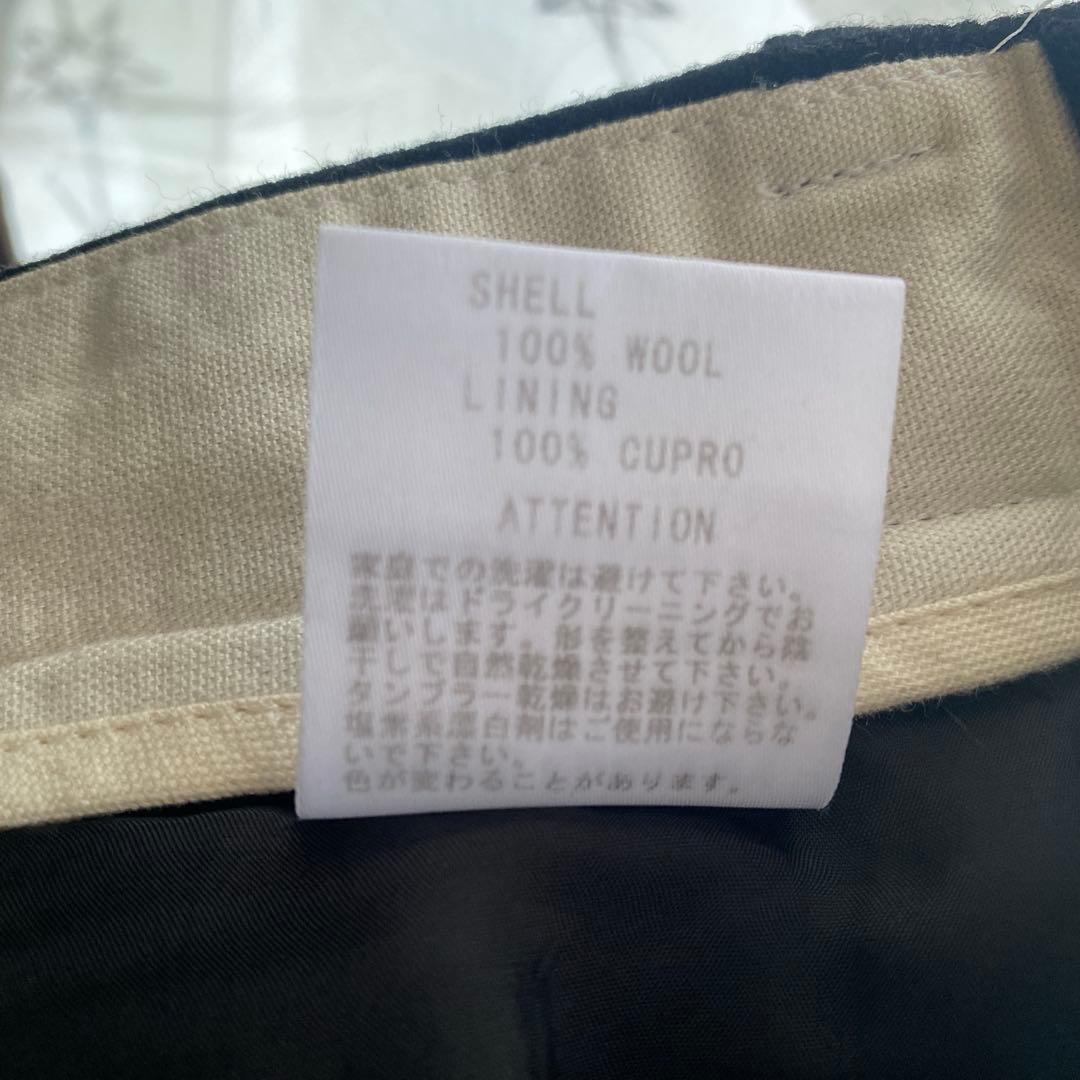 SHELL
100% WOOL
LINING
100% CUPRO
ATTENTION
家庭での洗濯は避けて下さい。
洗濯はドライクリーニングでお
願いします。形を整えてから陰
干しで自然乾燥させて下さい。
タンブラー乾燥はお避け下さい。
塩素系漂白剤はご使用にならな
いで下さい。
色が変わることがあります。